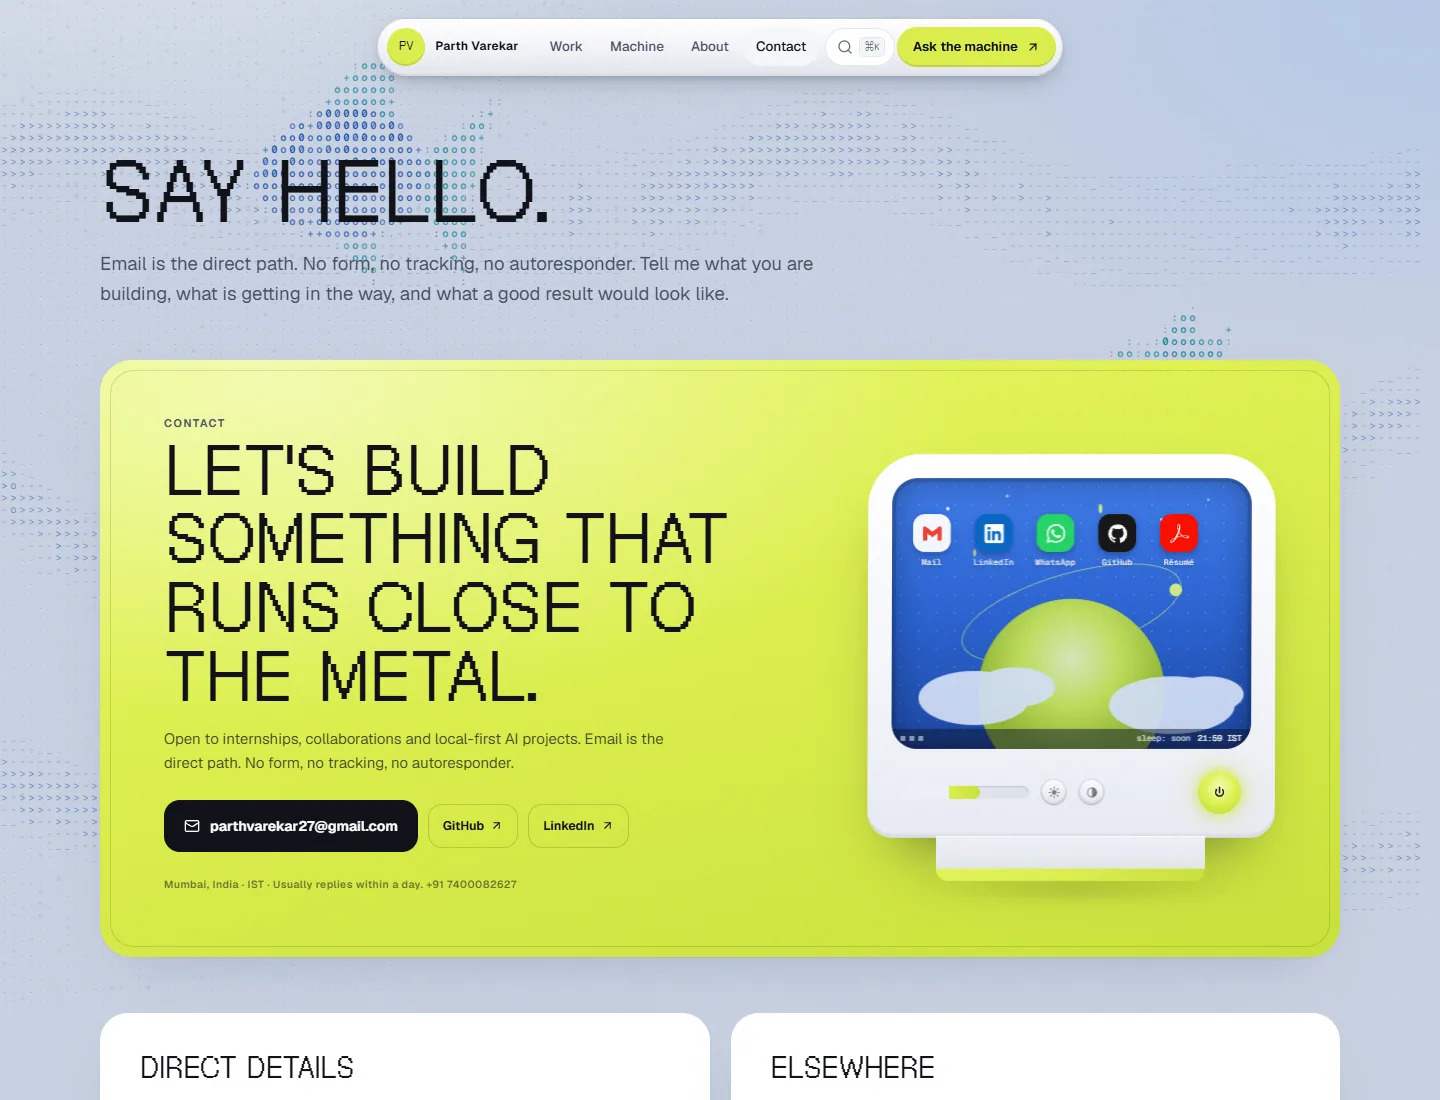 PV Parth Varekar Work Machine About Contact ⌘K Ask the machine
SAY HELLO.
Email is the direct path. No form, no tracking, no autoresponder. Tell me what you are
building, what is getting in the way, and what a good result would look like.
CONTACT
LET'S BUILD
SOMETHING THAT
RUNS CLOSE TO
THE METAL.
Open to internships, collaborations and local-first AI projects. Email is the
direct path. No form, no tracking, no autoresponder.
parthvarekar27@gmail.com GitHub LinkedIn
Mumbai, India · IST · Usually replies within a day. +91 7400082627
Mail LinkedIn WhatsApp GitHub Résumé
sleep: soon 21:59 IST
DIRECT DETAILS
ELSEWHERE